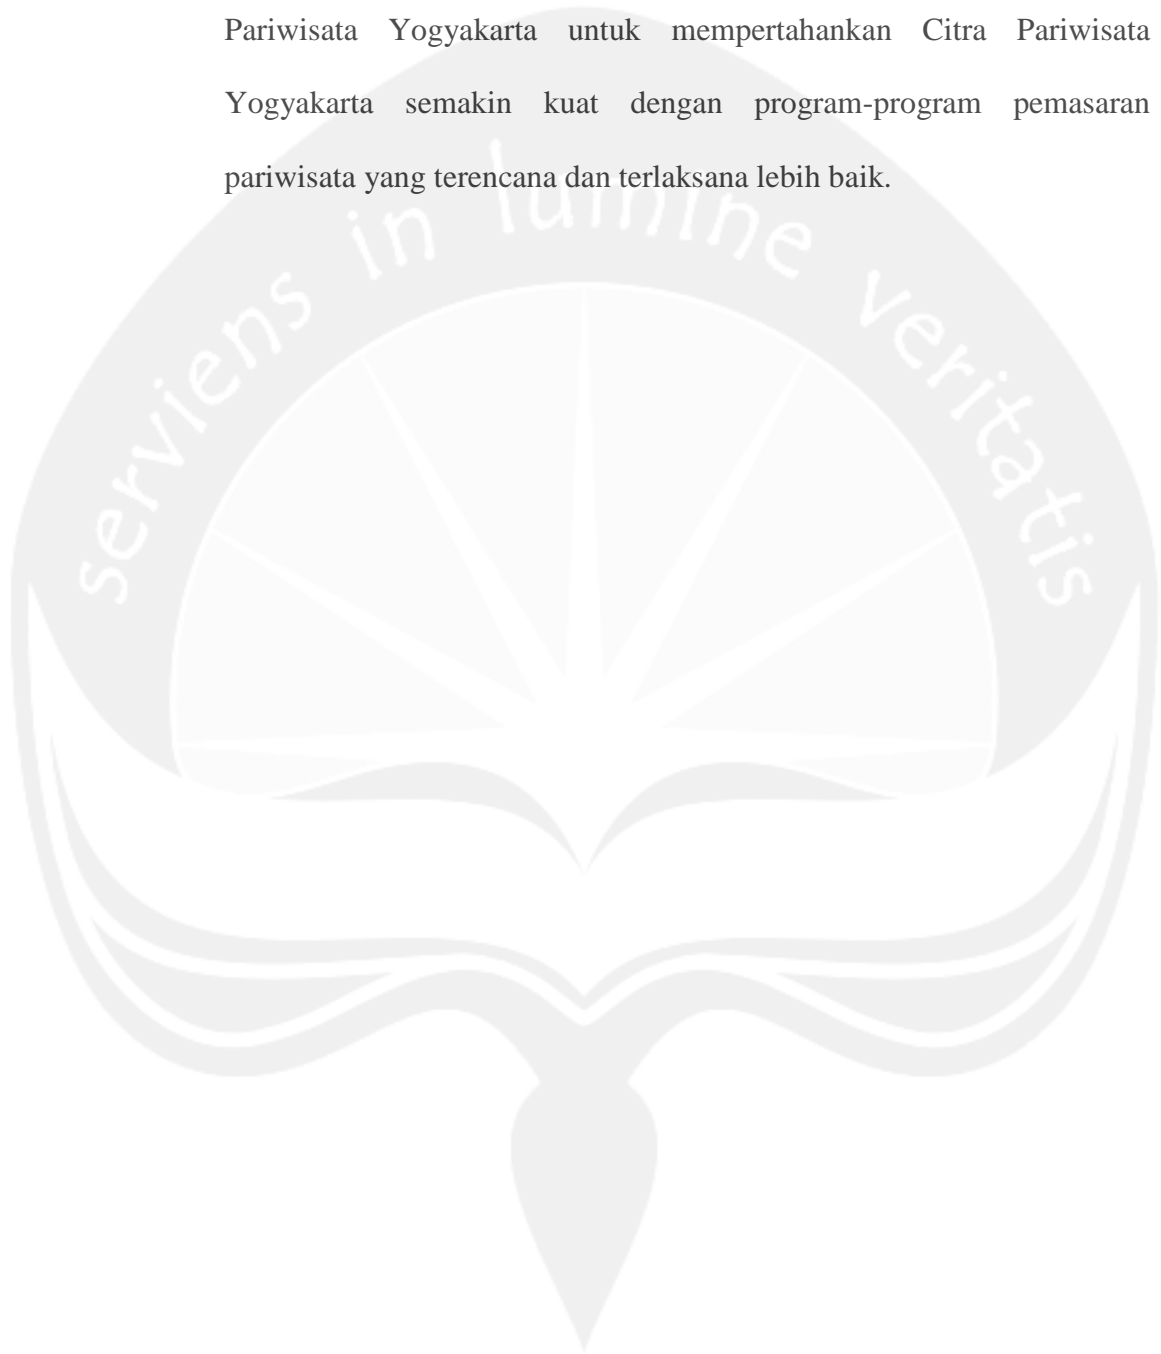 Pariwisata Yogyakarta untuk mempertahankan Citra Pariwisata
Yogyakarta semakin kuat dengan program-program pemasaran
pariwisata yang terencana dan terlaksana lebih baik.
serviens in lumine veritatis